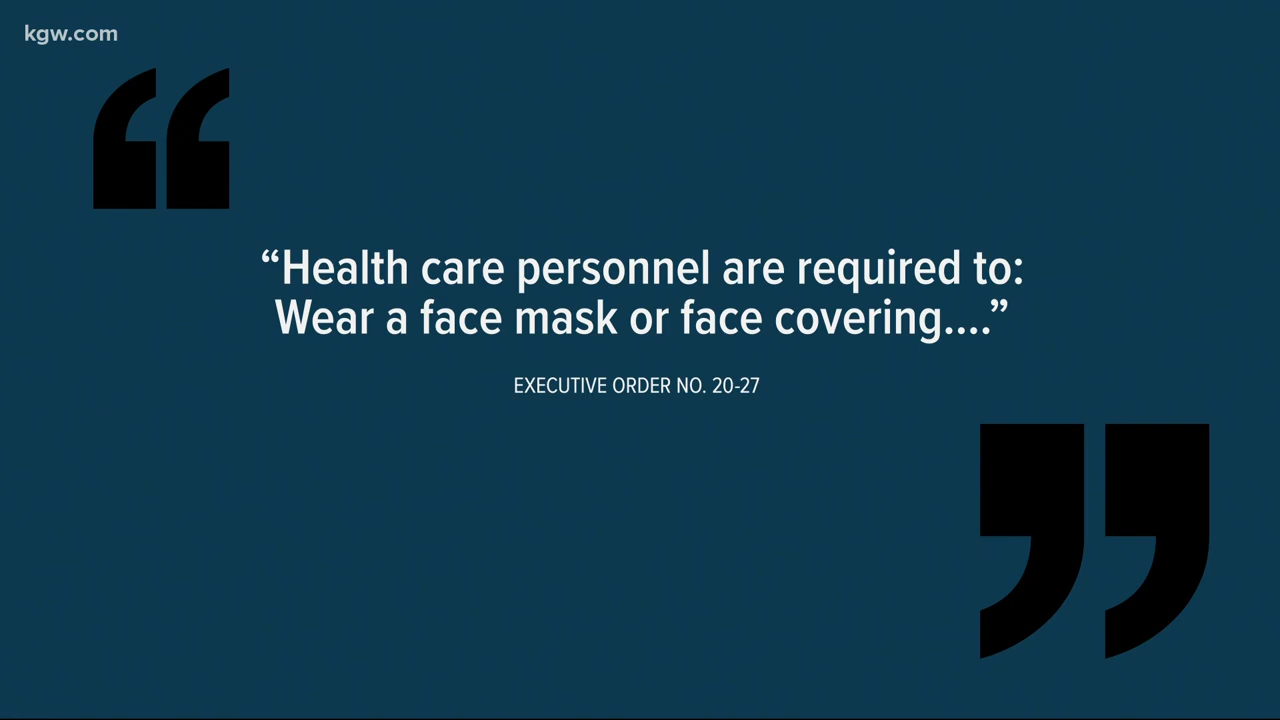 kgw.com
“Health care personnel are required to:
Wear a face mask or face covering....”
EXECUTIVE ORDER NO. 20-27